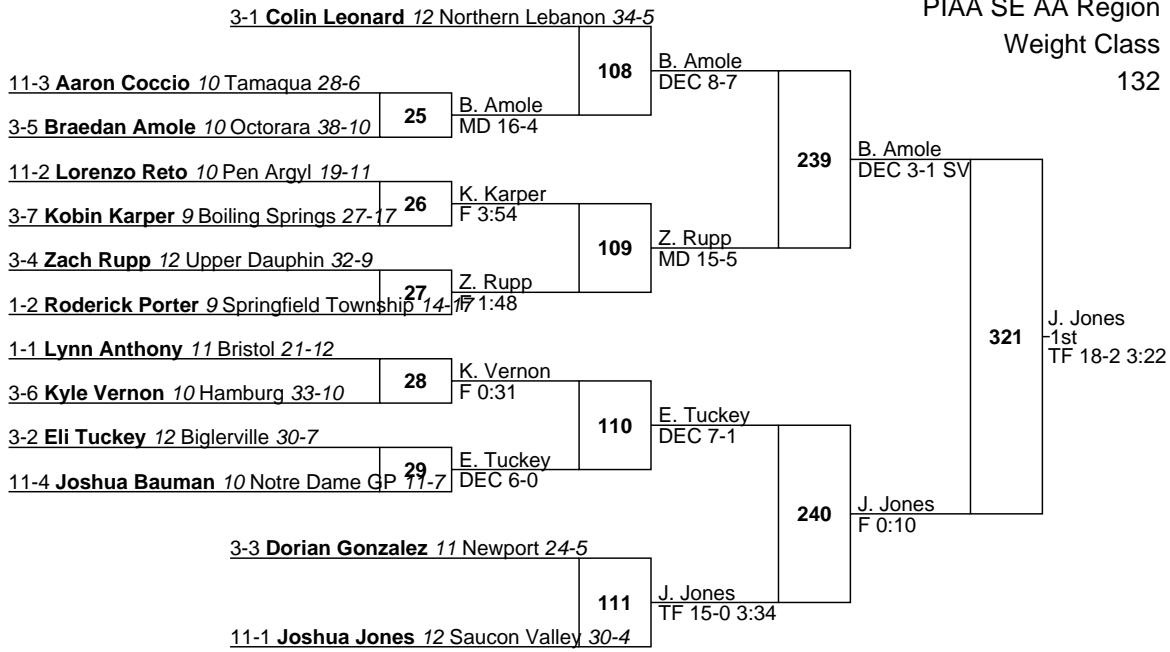 PIAA SE AA Region
Weight Class
132
3-1 Colin Leonard 12 Northern Lebanon 34-5
108
B. Amole
DEC 8-7
11-3 Aaron Coccio 10 Tamaqua 28-6
25
B. Amole
MD 16-4
3-5 Braedan Amole 10 Octorara 38-10
239
B. Amole
DEC 3-1 SV
11-2 Lorenzo Reto 10 Pen Argyl 19-11
26
K. Karper
F 3:54
3-7 Kobin Karper 9 Boiling Springs 27-17
109
Z. Rupp
MD 15-5
3-4 Zach Rupp 12 Upper Dauphin 32-9
27
Z. Rupp
F 1:48
1-2 Roderick Porter 9 Springfield Township 14-17
321
J. Jones
1st
TF 18-2 3:22
1-1 Lynn Anthony 11 Bristol 21-12
28
K. Vernon
F 0:31
3-6 Kyle Vernon 10 Hamburg 33-10
110
E. Tuckey
DEC 7-1
3-2 Eli Tuckey 12 Biglerville 30-7
29
E. Tuckey
DEC 6-0
11-4 Joshua Bauman 10 Notre Dame GP 11-7
240
J. Jones
F 0:10
3-3 Dorian Gonzalez 11 Newport 24-5
111
J. Jones
TF 15-0 3:34
11-1 Joshua Jones 12 Saucon Valley 30-4